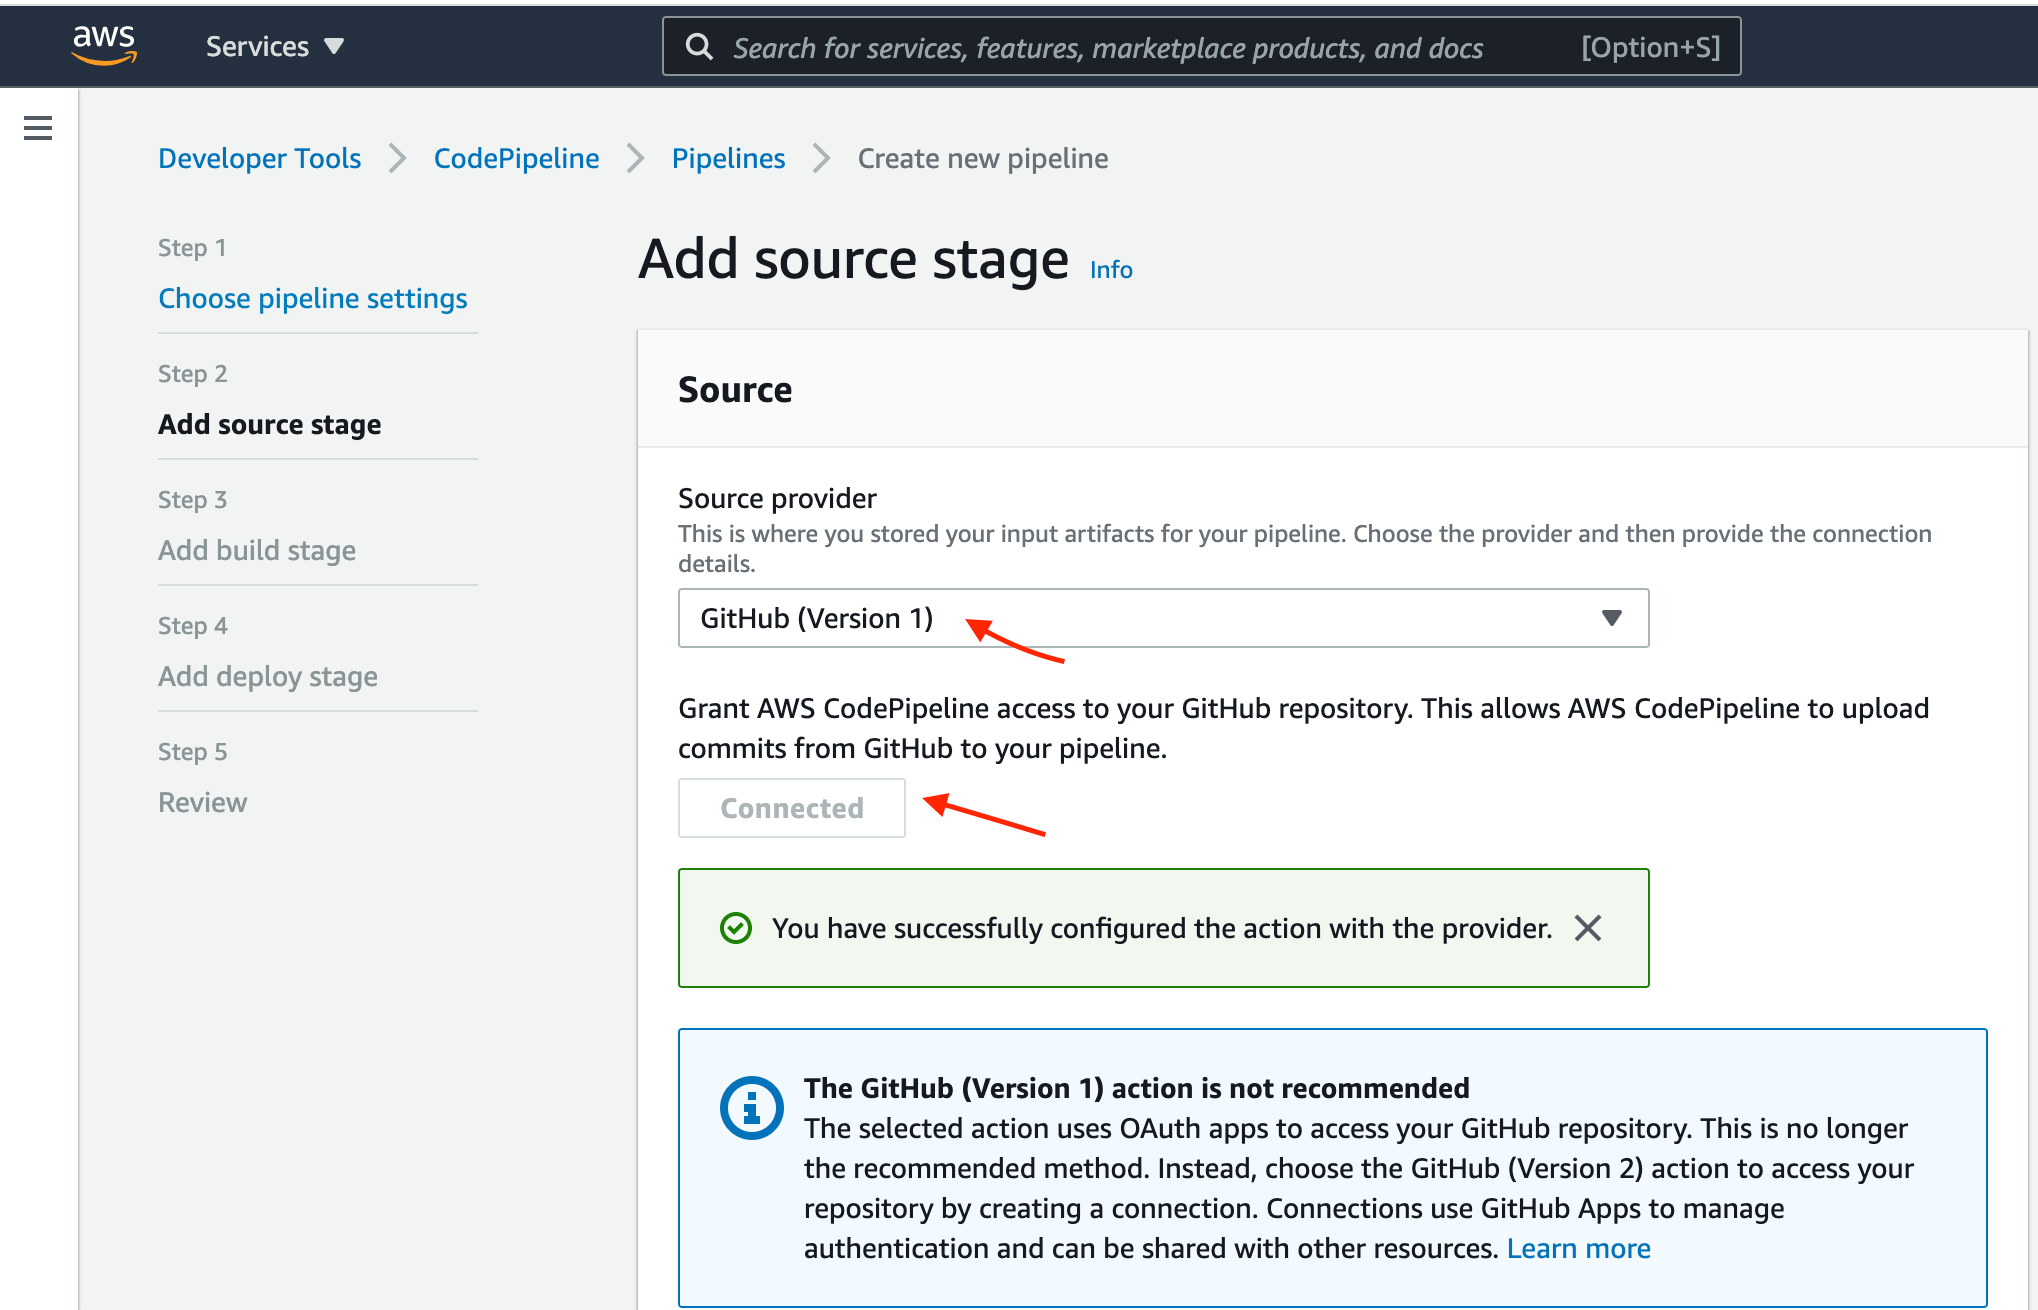 aws
Services
Search for services, features, marketplace products, and docs
[Option+S]
Developer Tools
CodePipeline
Pipelines
Create new pipeline
Step 1
Choose pipeline settings
Step 2
Add source stage
Step 3
Add build stage
Step 4
Add deploy stage
Step 5
Review
Add source stage
Info
Source
Source provider
This is where you stored your input artifacts for your pipeline. Choose the provider and then provide the connection
details.
GitHub (Version 1)
Grant AWS CodePipeline access to your GitHub repository. This allows AWS CodePipeline to upload
commits from GitHub to your pipeline.
Connected
You have successfully configured the action with the provider.
The GitHub (Version 1) action is not recommended
The selected action uses OAuth apps to access your GitHub repository. This is no longer
the recommended method. Instead, choose the GitHub (Version 2) action to access your
repository by creating a connection. Connections use GitHub Apps to manage
authentication and can be shared with other resources. Learn more